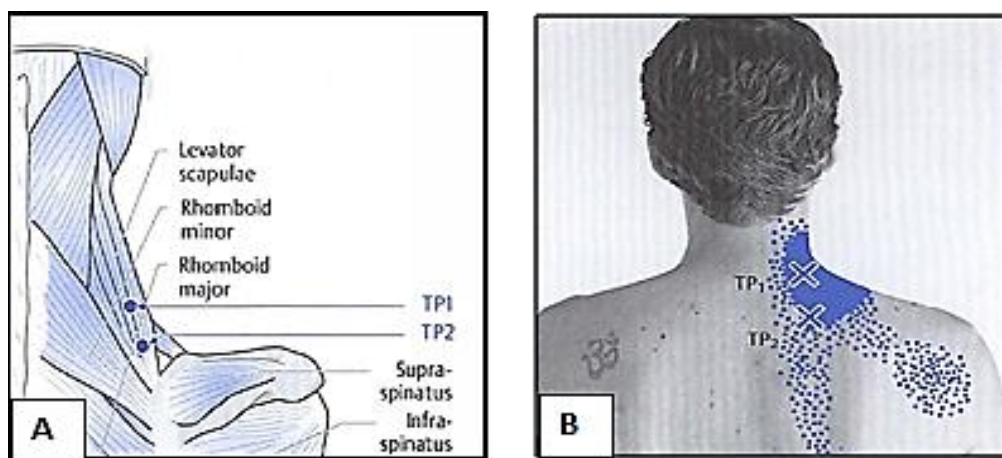 Levator
scapulae
Rhomboid
minor
Rhomboid
major
TP1
TP2
Supra-
spinatus
Infra-
spinatus
A
TP1
TP2
B